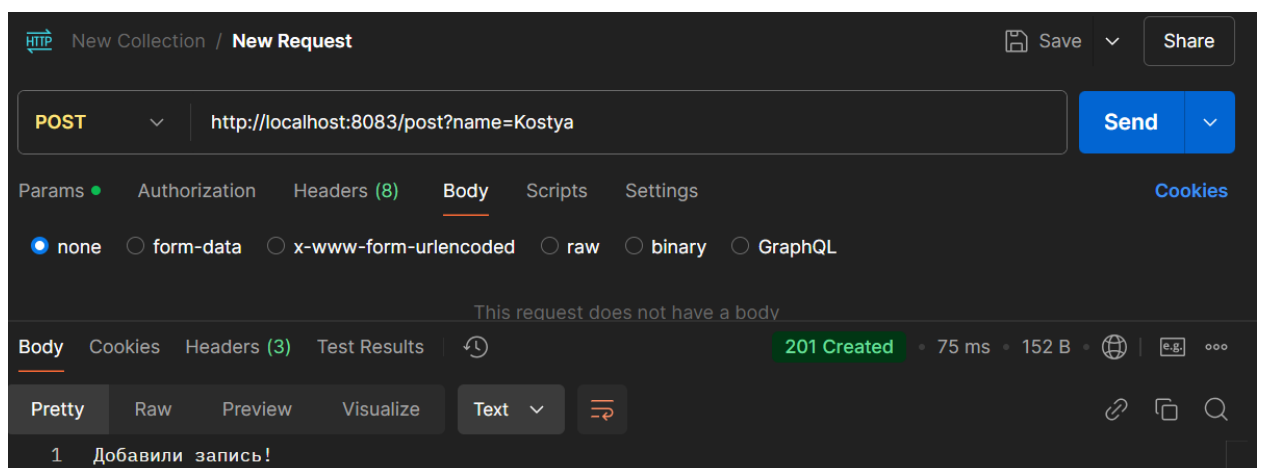 HTTP New Collection / New Request Save Share
POST http://localhost:8083/post?name=Kostya Send
Params Authorization Headers (8) Body Scripts Settings Cookies
none form-data x-www-form-urlencoded raw binary GraphQL
This request does not have a body
Body Cookies Headers (3) Test Results 201 Created 75 ms 152 B e.g.
Pretty Raw Preview Visualize Text
1 Добавили запись!